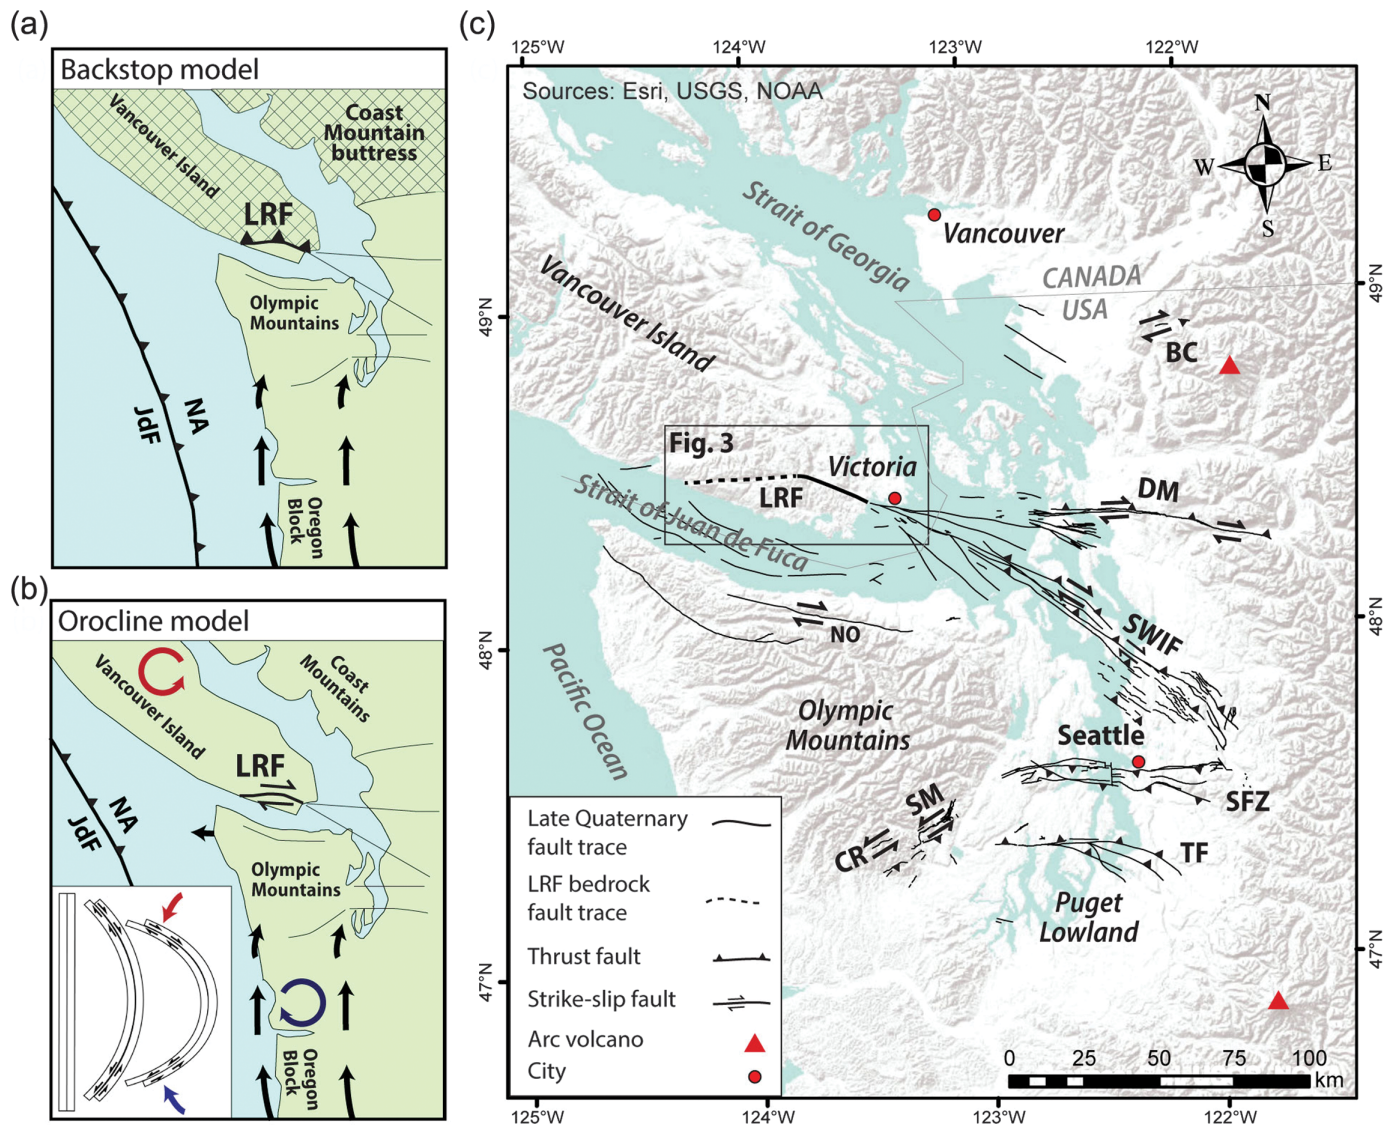 (a)
Backstop model
Vancouver Island
Coast
Mountain
buttress
LRF
Olympic
Mountains
NA
JdF
Oregon
Block
(b)
Orocline model
Vancouver Island
Coast
Mountains
LRF
NA
JdF
Olympic
Mountains
Oregon
Block
(c)
125°W
124°W
123°W
122°W
Sources: Esri, USGS, NOAA
N
W
E
S
Strait of Georgia
Vancouver
CANADA
USA
49°N
49°N
Vancouver Island
BC
Fig. 3
Victoria
LRF
DM
Strait of Juan de Fuca
48°N
48°N
NO
SWIF
Pacific Ocean
Olympic
Mountains
Seattle
SFZ
SM
CR
TF
Puget
Lowland
47°N
47°N
Late Quaternary
fault trace
LRF bedrock
fault trace
Thrust fault
Strike-slip fault
Arc volcano
City
0
25
50
75
100
km
125°W
124°W
123°W
122°W